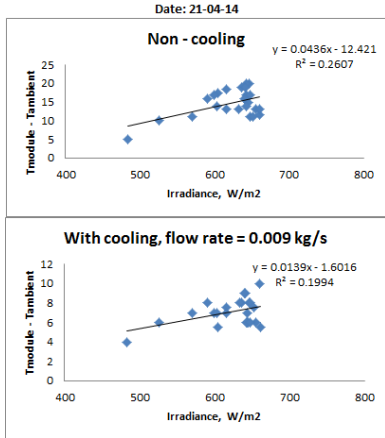 Date: 21-04-14
Non - cooling
y = 0.0436x - 12.421
R² = 0.2607
Tmodule - Tambient
25
20
15
10
5
0
400 500 600 700 800
Irradiance, W/m2
With cooling, flow rate = 0.009 kg/s
y = 0.0139x - 1.6016
R² = 0.1994
Tmodule - Tambient
12
10
8
6
4
2
0
400 500 600 700 800
Irradiance, W/m2